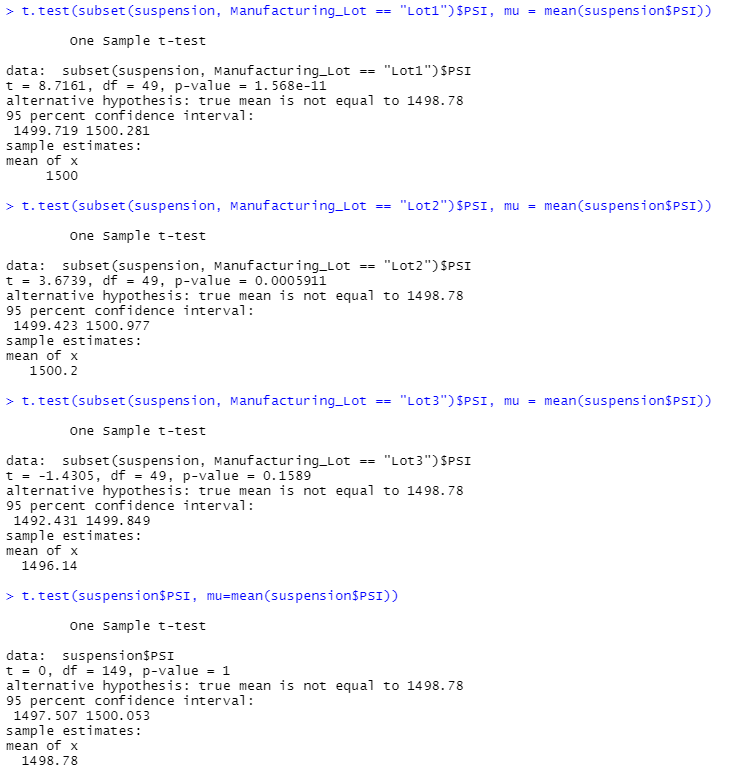 > t.test(subset(suspension, Manufacturing_Lot == "Lot1")$PSI, mu = mean(suspension$PSI))
One Sample t-test
data:  subset(suspension, Manufacturing_Lot == "Lot1")$PSI
t = 8.7161, df = 49, p-value = 1.568e-11
alternative hypothesis: true mean is not equal to 1498.78
95 percent confidence interval:
1499.719 1500.281
sample estimates:
mean of x
1500
> t.test(subset(suspension, Manufacturing_Lot == "Lot2")$PSI, mu = mean(suspension$PSI))
One Sample t-test
data:  subset(suspension, Manufacturing_Lot == "Lot2")$PSI
t = 3.6739, df = 49, p-value = 0.0005911
alternative hypothesis: true mean is not equal to 1498.78
95 percent confidence interval:
1499.423 1500.977
sample estimates:
mean of x
1500.2
> t.test(subset(suspension, Manufacturing_Lot == "Lot3")$PSI, mu = mean(suspension$PSI))
One Sample t-test
data:  subset(suspension, Manufacturing_Lot == "Lot3")$PSI
t = -1.4305, df = 49, p-value = 0.1589
alternative hypothesis: true mean is not equal to 1498.78
95 percent confidence interval:
1492.431 1499.849
sample estimates:
mean of x
1496.14
> t.test(suspension$PSI, mu=mean(suspension$PSI))
One Sample t-test
data:  suspension$PSI
t = 0, df = 149, p-value = 1
alternative hypothesis: true mean is not equal to 1498.78
95 percent confidence interval:
1497.507 1500.053
sample estimates:
mean of x
1498.78